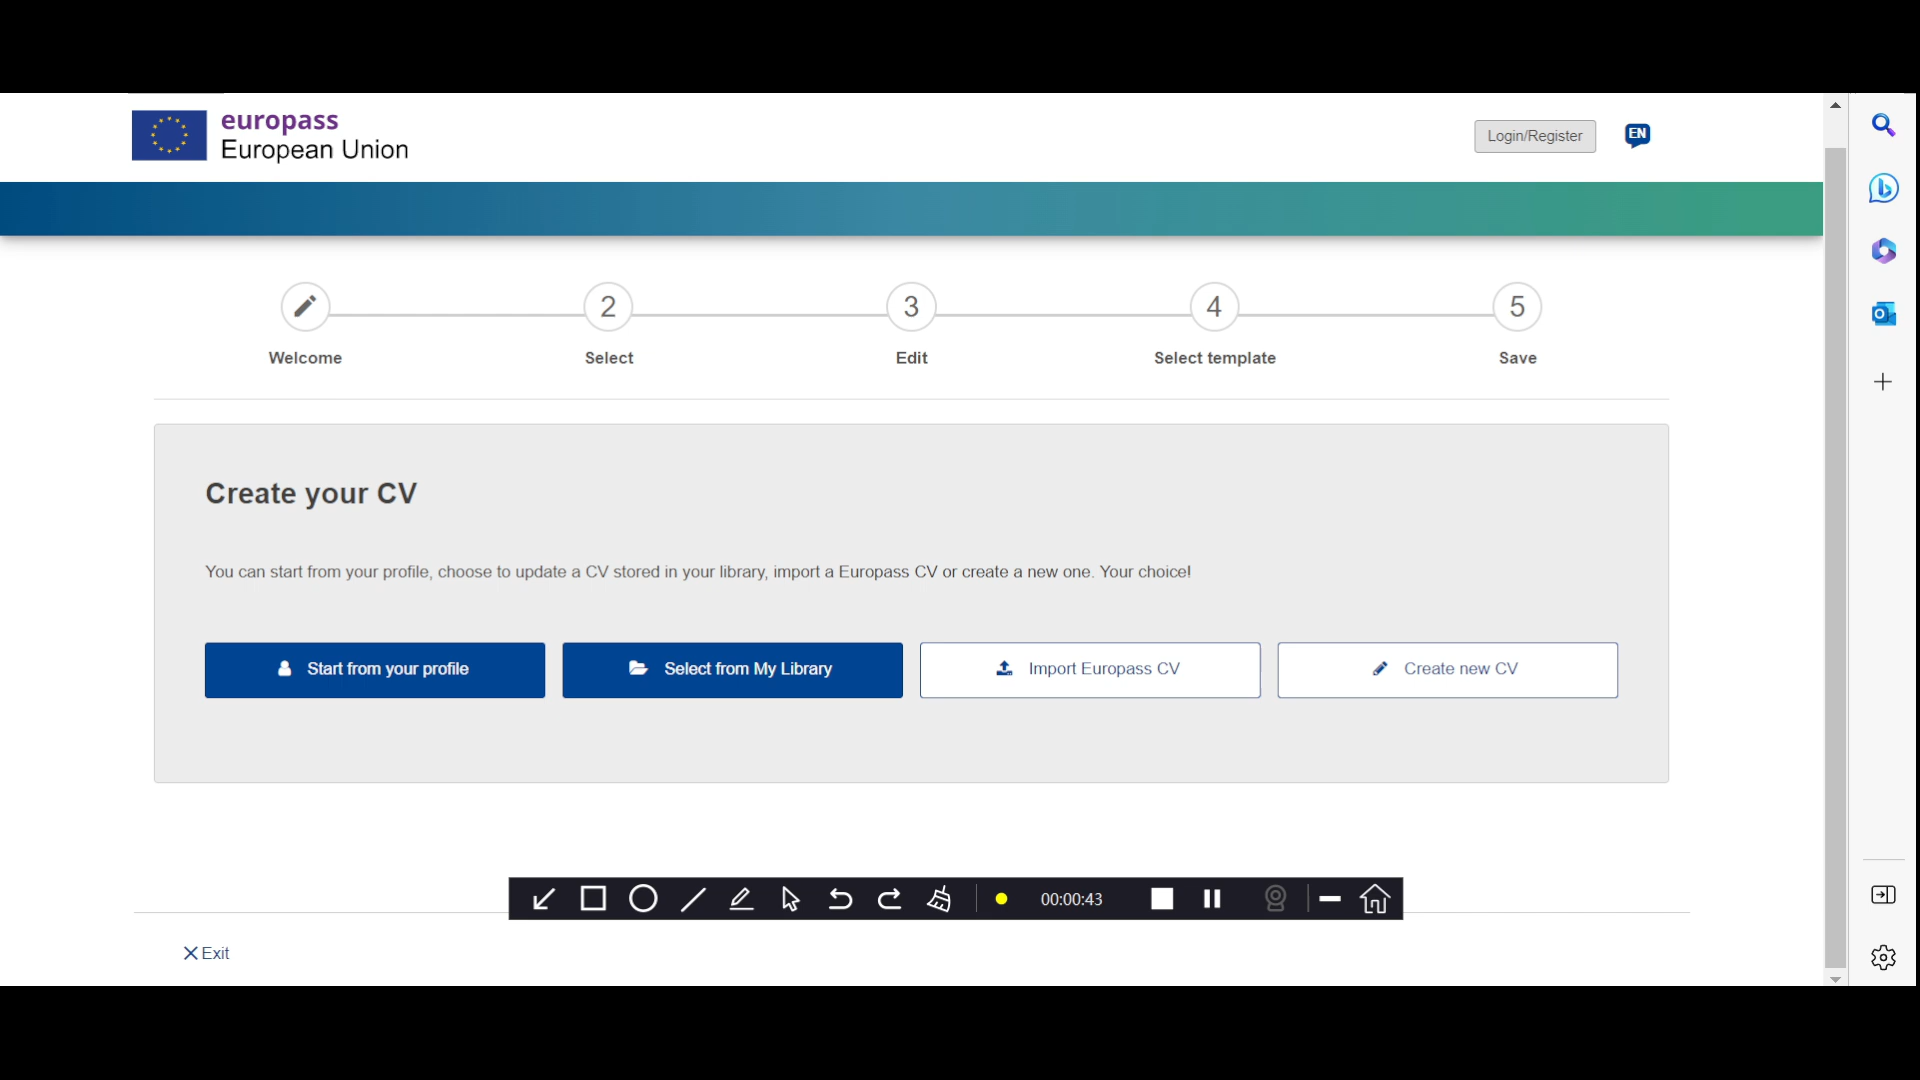 europass
European Union
Login/Register
EN
2
3
4
5
Welcome
Select
Edit
Select template
Save
Create your CV
You can start from your profile, choose to update a CV stored in your library, import a Europass CV or create a new one. Your choice!
Start from your profile
Select from My Library
Import Europass CV
Create new CV
00:00:43
Exit